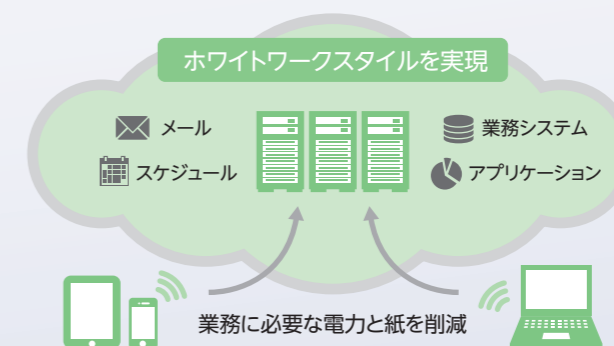 ホワイトワークスタイルを実現
メール
スケジュール
業務システム
アプリケーション
業務に必要な電力と紙を削減